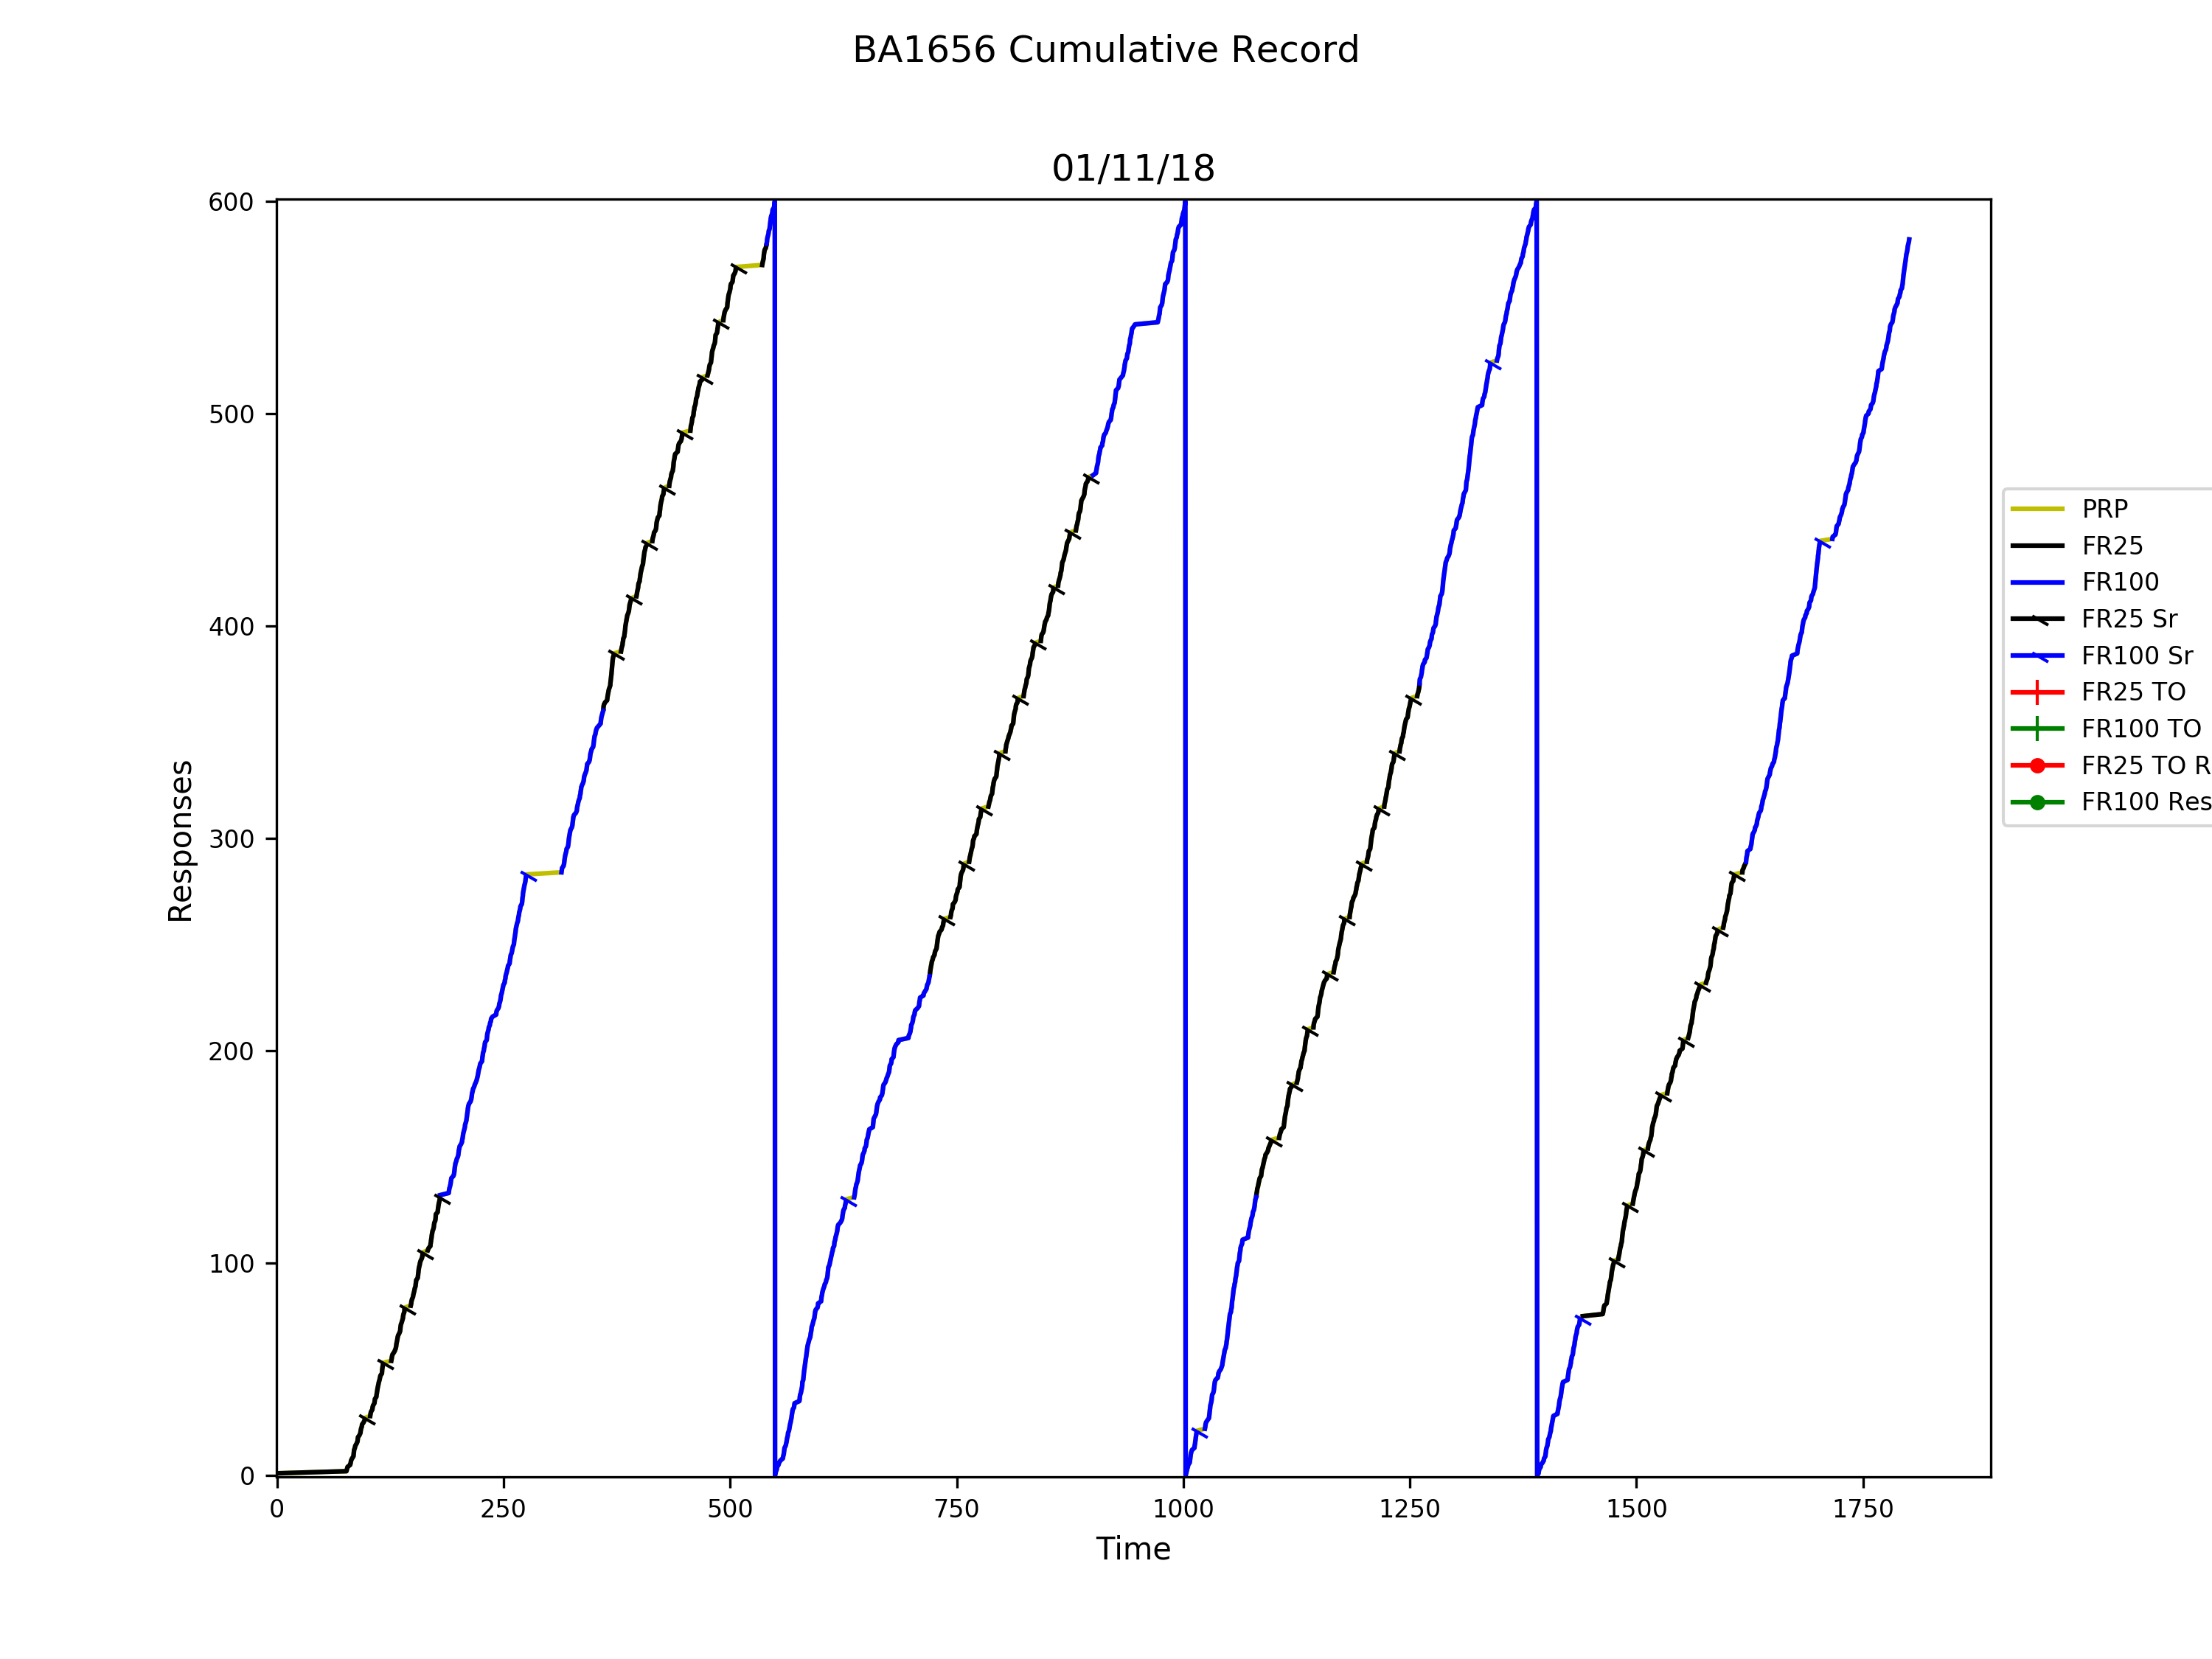 BA1656 Cumulative Record
01/11/18
600
500
400
300
200
100
0
Responses
0 250 500 750 1000 1250 1500 1750
Time
PRP
FR25
FR100
FR25 Sr
FR100 Sr
FR25 TO
FR100 TO
FR25 TO R
FR100 Res